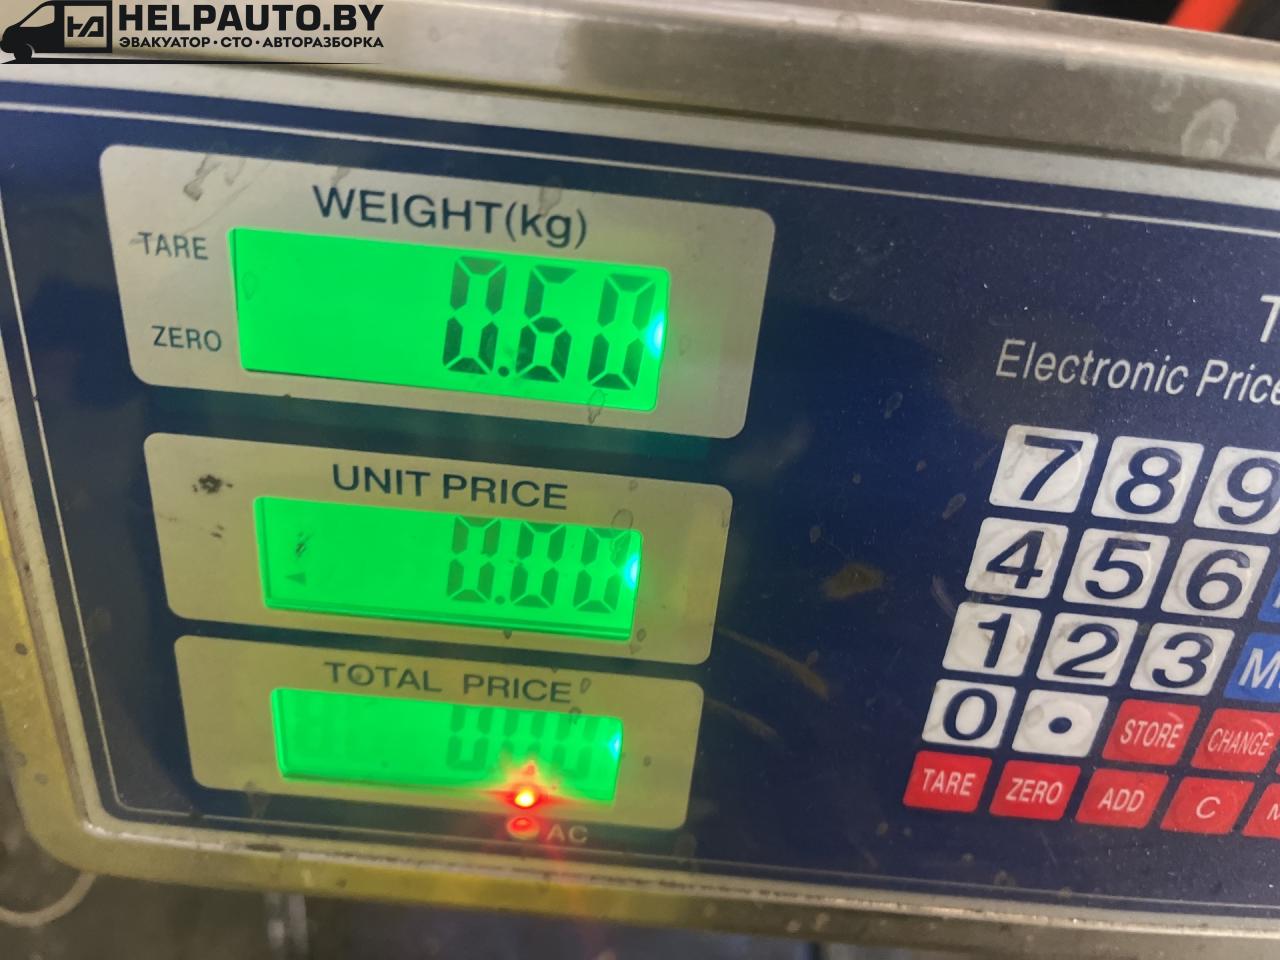 HELPAUTO.BY
ЭВАКУАТОР • СТО • АВТОРАЗБОРКА
WEIGHT(kg)
TARE
0.60
ZERO
UNIT PRICE
0.00
TOTAL PRICE
0.00
AC
Electronic Price
7 8 9
4 5 6
1 2 3
0 • STORE CHANGE
TARE ZERO ADD C